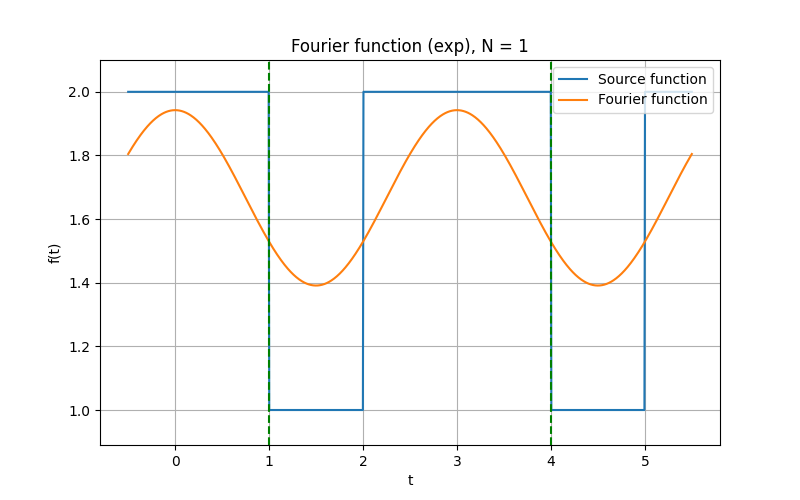 Fourier function (exp), N = 1
Source function
Fourier function
f(t)
2.0
1.8
1.6
1.4
1.2
1.0
0 1 2 3 4 5
t